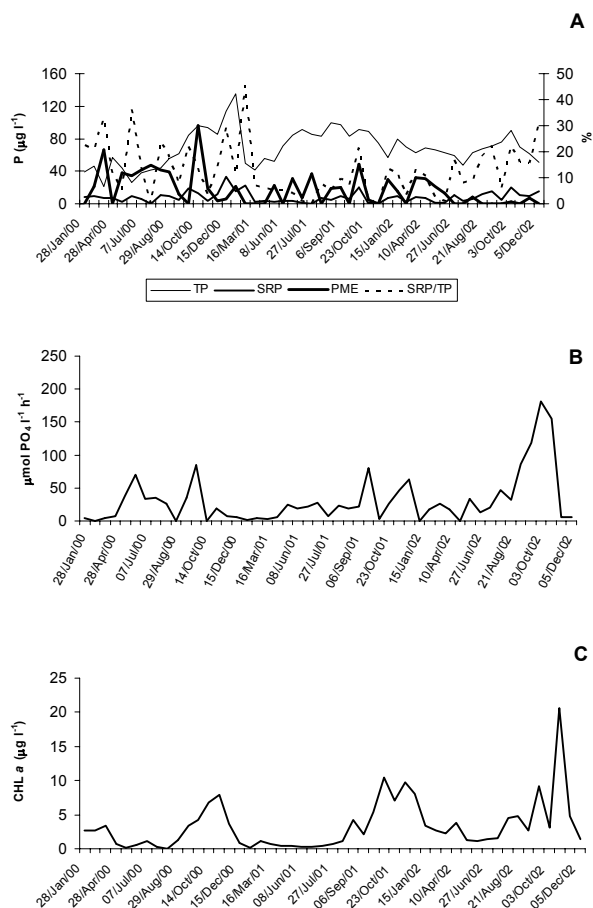 A
P (µg l-1)
160
120
80
40
0
50
40
30
20
10
0
%
28/Jan/00
28/Apr/00
7/Jul/00
29/Aug/00
14/Oct/00
15/Dec/00
16/Mar/01
8/Jun/01
27/Jul/01
6/Sep/01
23/Oct/01
15/Jan/02
10/Apr/02
27/Jun/02
21/Aug/02
3/Oct/02
5/Dec/02
TP SRP PME SRP/TP
B
µmol PO4 l-1 h-1
250
200
150
100
50
0
28/Jan/00
28/Apr/00
07/Jul/00
29/Aug/00
14/Oct/00
15/Dec/00
16/Mar/01
08/Jun/01
27/Jul/01
06/Sep/01
23/Oct/01
15/Jan/02
10/Apr/02
27/Jun/02
21/Aug/02
03/Oct/02
05/Dec/02
C
CHL a (µg l-1)
25
20
15
10
5
0
28/Jan/00
28/Apr/00
07/Jul/00
29/Aug/00
14/Oct/00
15/Dec/00
16/Mar/01
08/Jun/01
27/Jul/01
06/Sep/01
23/Oct/01
15/Jan/02
10/Apr/02
27/Jun/02
21/Aug/02
03/Oct/02
05/Dec/02